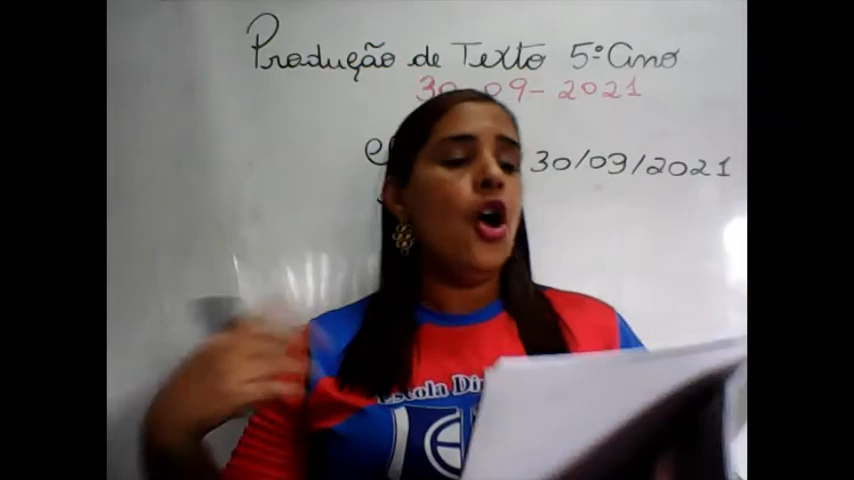 Produção de Texto 5º Ano
30-09-2021
30/09/2021
Escola